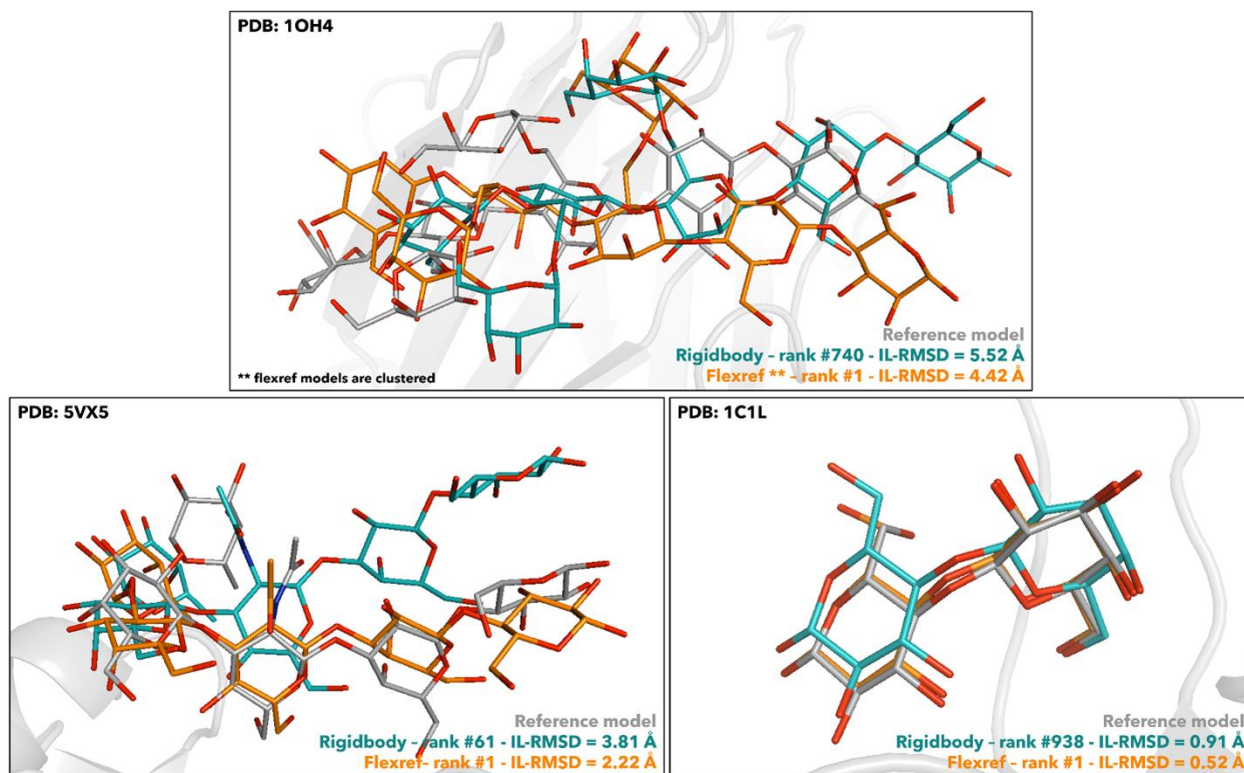 PDB: 1OH4
Reference model
Rigidbody – rank #740 - IL-RMSD = 5.52 Å
** flexref models are clustered
Flexref ** – rank #1 - IL-RMSD = 4.42 Å
PDB: 5VX5
Reference model
Rigidbody – rank #61 - IL-RMSD = 3.81 Å
Flexref– rank #1 - IL-RMSD = 2.22 Å
PDB: 1C1L
Reference model
Rigidbody – rank #938 - IL-RMSD = 0.91 Å
Flexref – rank #1 - IL-RMSD = 0.52 Å